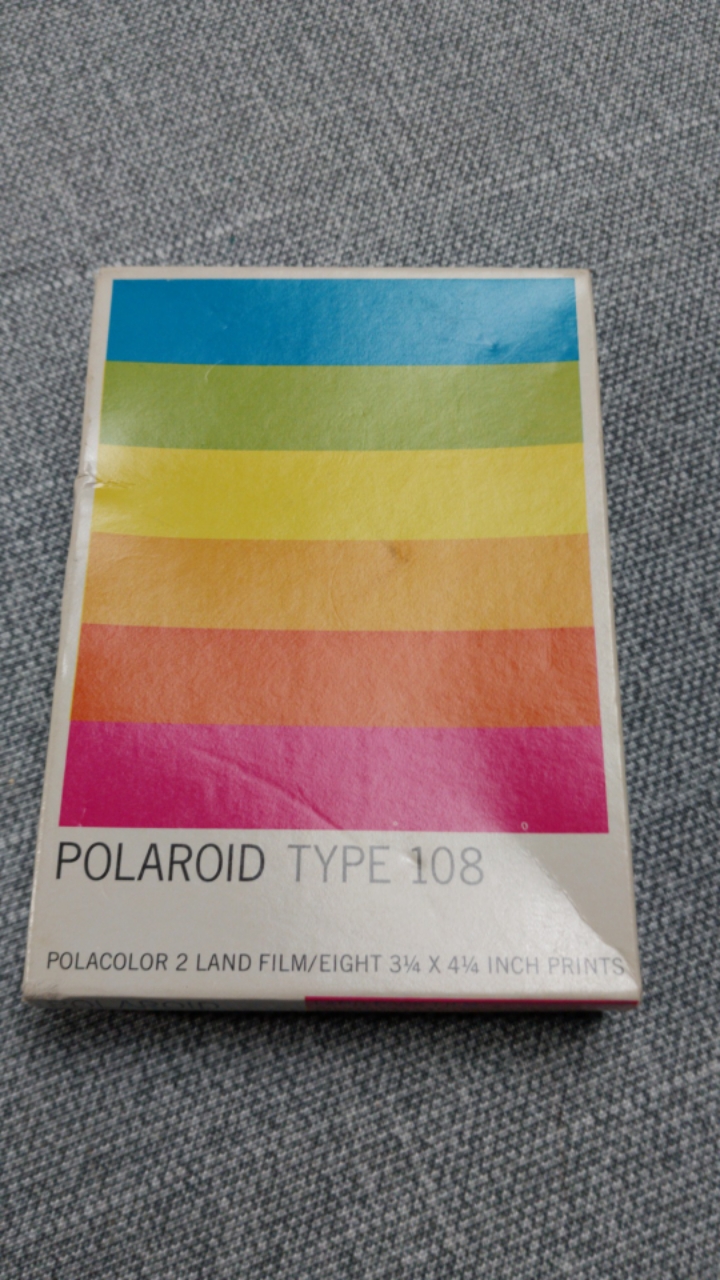 POLAROID TYPE 108
POLACOLOR 2 LAND FILM/EIGHT 3¼ X 4¼ INCH PRINTS